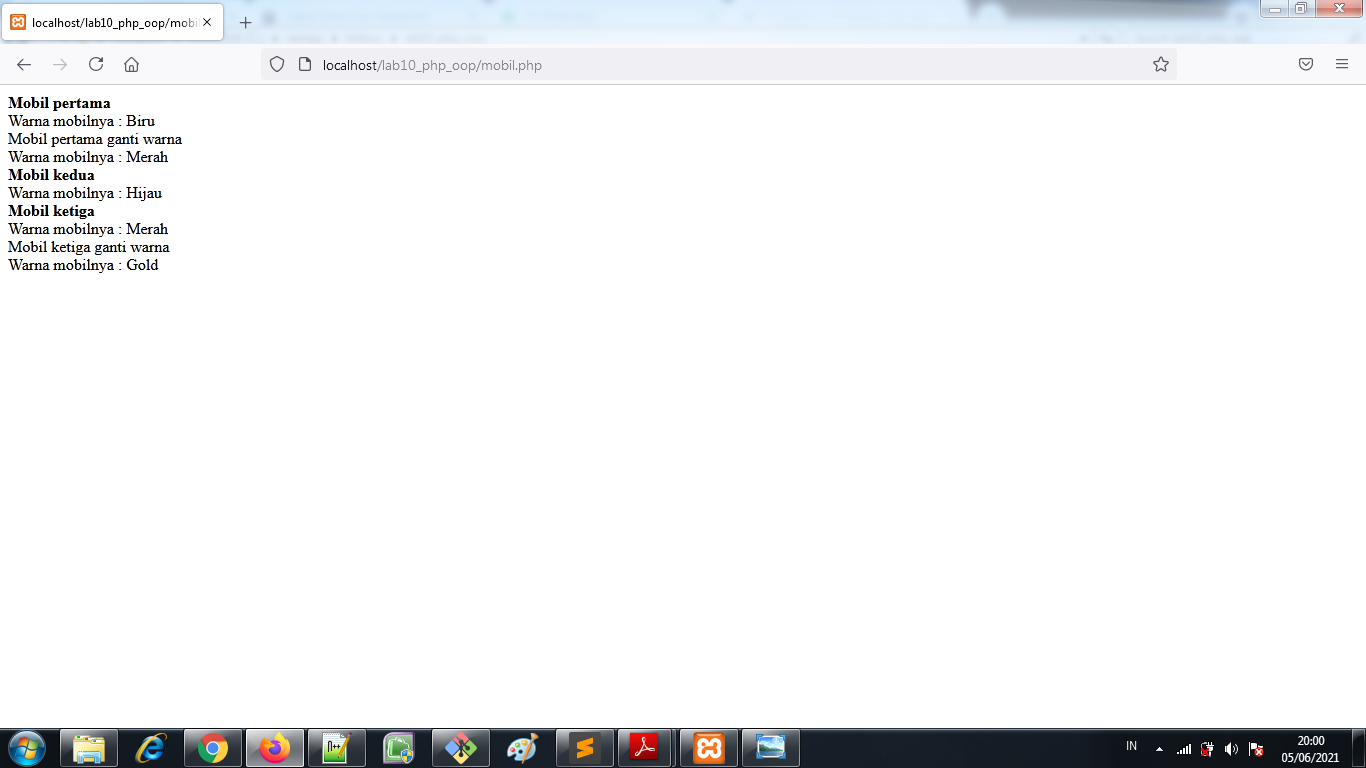 localhost/lab10_php_oop/mobil
localhost/lab10_php_oop/mobil.php
Mobil pertama
Warna mobilnya : Biru
Mobil pertama ganti warna
Warna mobilnya : Merah
Mobil kedua
Warna mobilnya : Hijau
Mobil ketiga
Warna mobilnya : Merah
Mobil ketiga ganti warna
Warna mobilnya : Gold
IN
20:00
05/06/2021